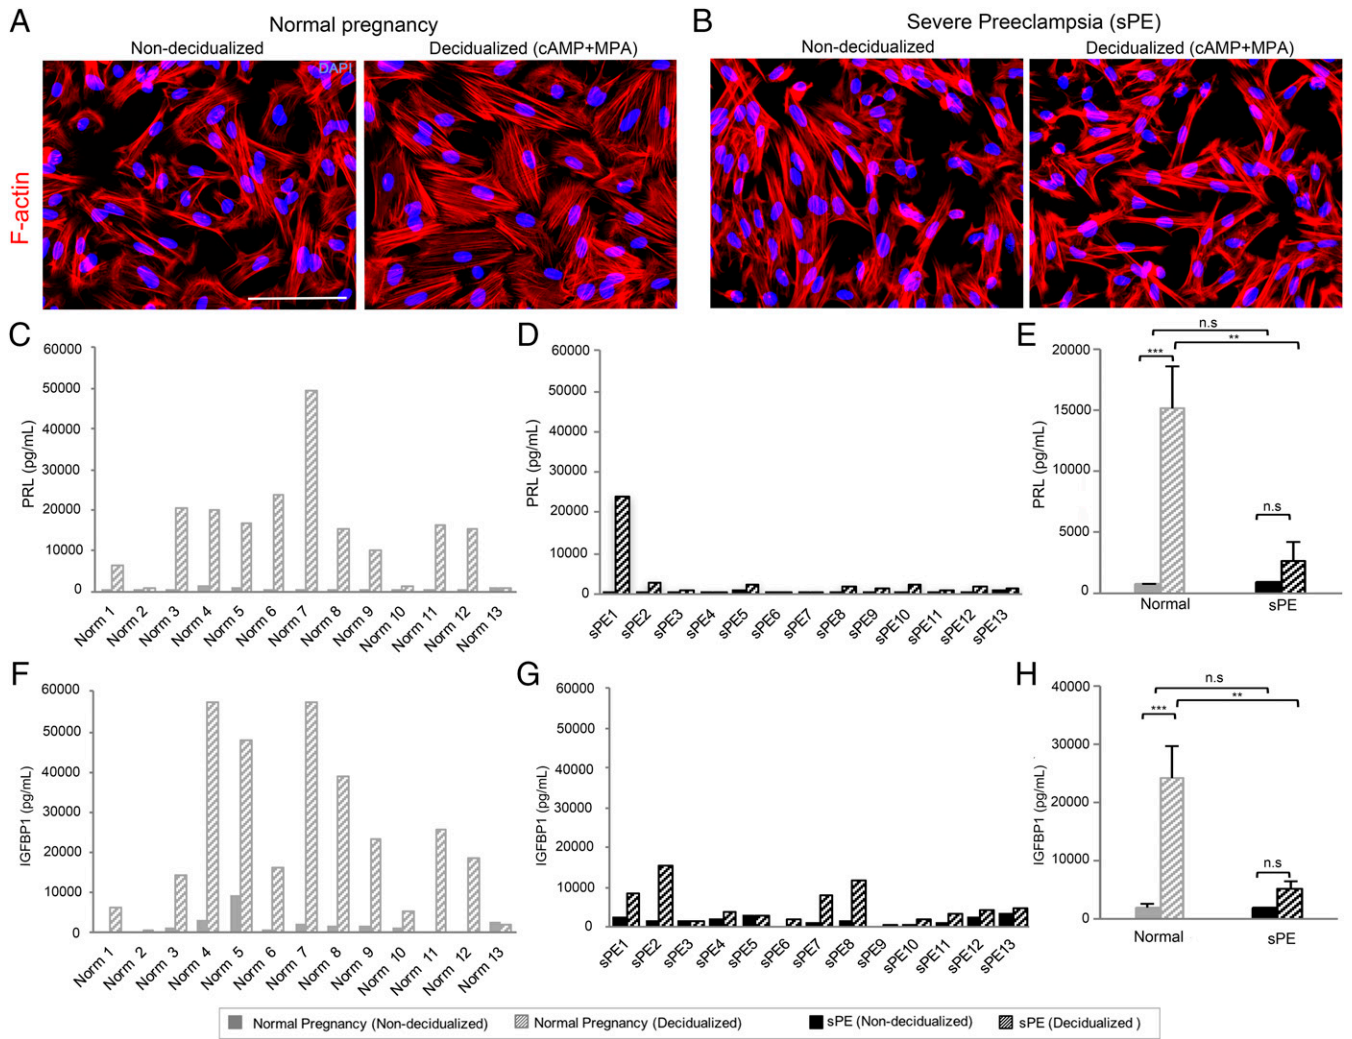 A
Normal pregnancy
Non-decidualized
Decidualized (cAMP+MPA)
B
Severe Preeclampsia (sPE)
Non-decidualized
Decidualized (cAMP+MPA)
DAPI
F-actin
C
60000
50000
40000
30000
20000
10000
0
PRL (pg/mL)
Norm 1
Norm 2
Norm 3
Norm 4
Norm 5
Norm 6
Norm 7
Norm 8
Norm 9
Norm 10
Norm 11
Norm 12
Norm 13
D
60000
50000
40000
30000
20000
10000
0
PRL (pg/mL)
sPE1
sPE2
sPE3
sPE4
sPE5
sPE6
sPE7
sPE8
sPE9
sPE10
sPE11
sPE12
sPE13
E
n.s
**
***
n.s
20000
15000
10000
5000
0
PRL (pg/mL)
Normal
sPE
F
60000
50000
40000
30000
20000
10000
0
IGFBP1 (pg/mL)
Norm 1
Norm 2
Norm 3
Norm 4
Norm 5
Norm 6
Norm 7
Norm 8
Norm 9
Norm 10
Norm 11
Norm 12
Norm 13
G
60000
50000
40000
30000
20000
10000
0
IGFBP1 (pg/mL)
sPE1
sPE2
sPE3
sPE4
sPE5
sPE6
sPE7
sPE8
sPE9
sPE10
sPE11
sPE12
sPE13
H
n.s
**
***
n.s
40000
30000
20000
10000
0
IGFBP1 (pg/mL)
Normal
sPE
Normal Pregnancy (Non-decidualized)
Normal Pregnancy (Decidualized)
sPE (Non-decidualized)
sPE (Decidualized )